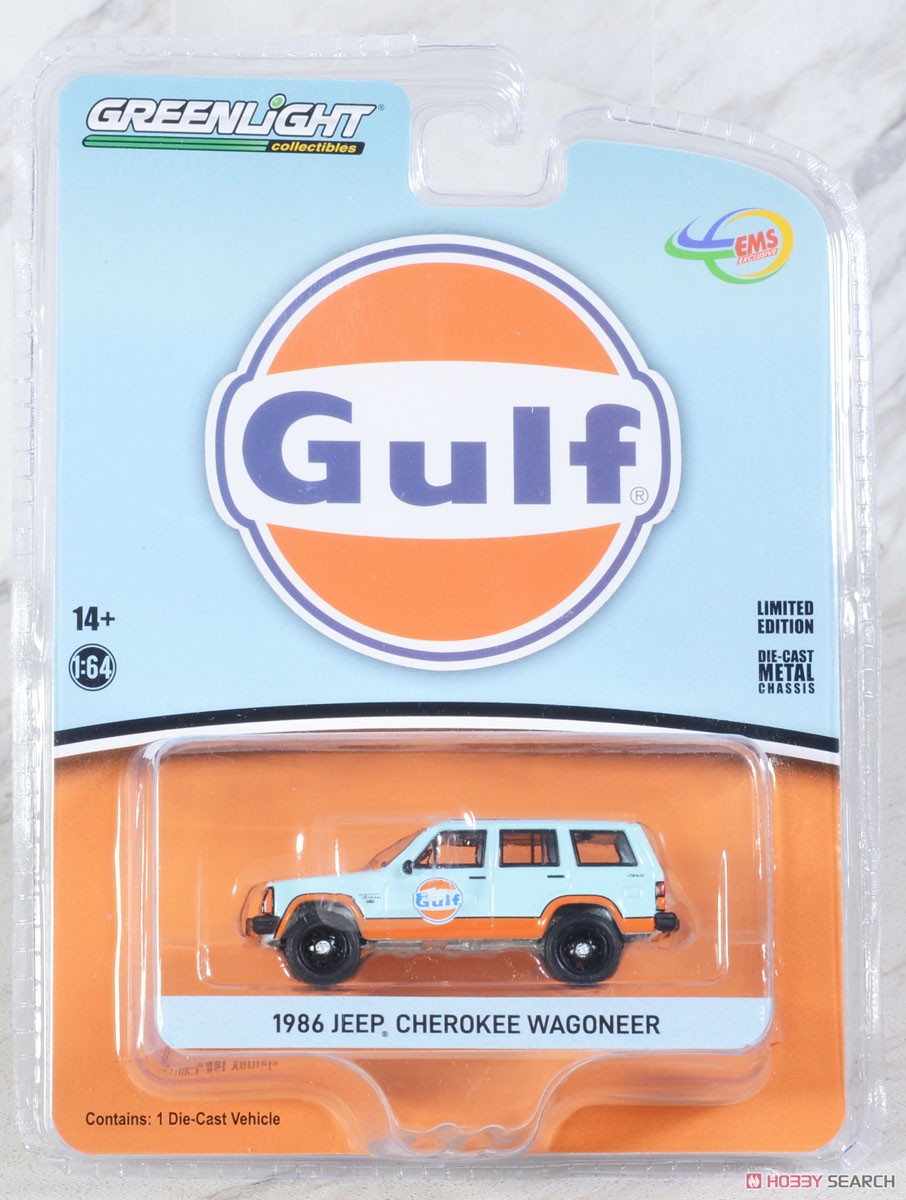 GREENLIGHT®
collectibles
EMS
EXCLUSIVE
Gulf®
14+
1:64
LIMITED
EDITION
DIE-CAST
METAL
CHASSIS
Gulf
1986 JEEP® CHEROKEE WAGONEER
Contains: 1 Die-Cast Vehicle
HOBBY SEARCH